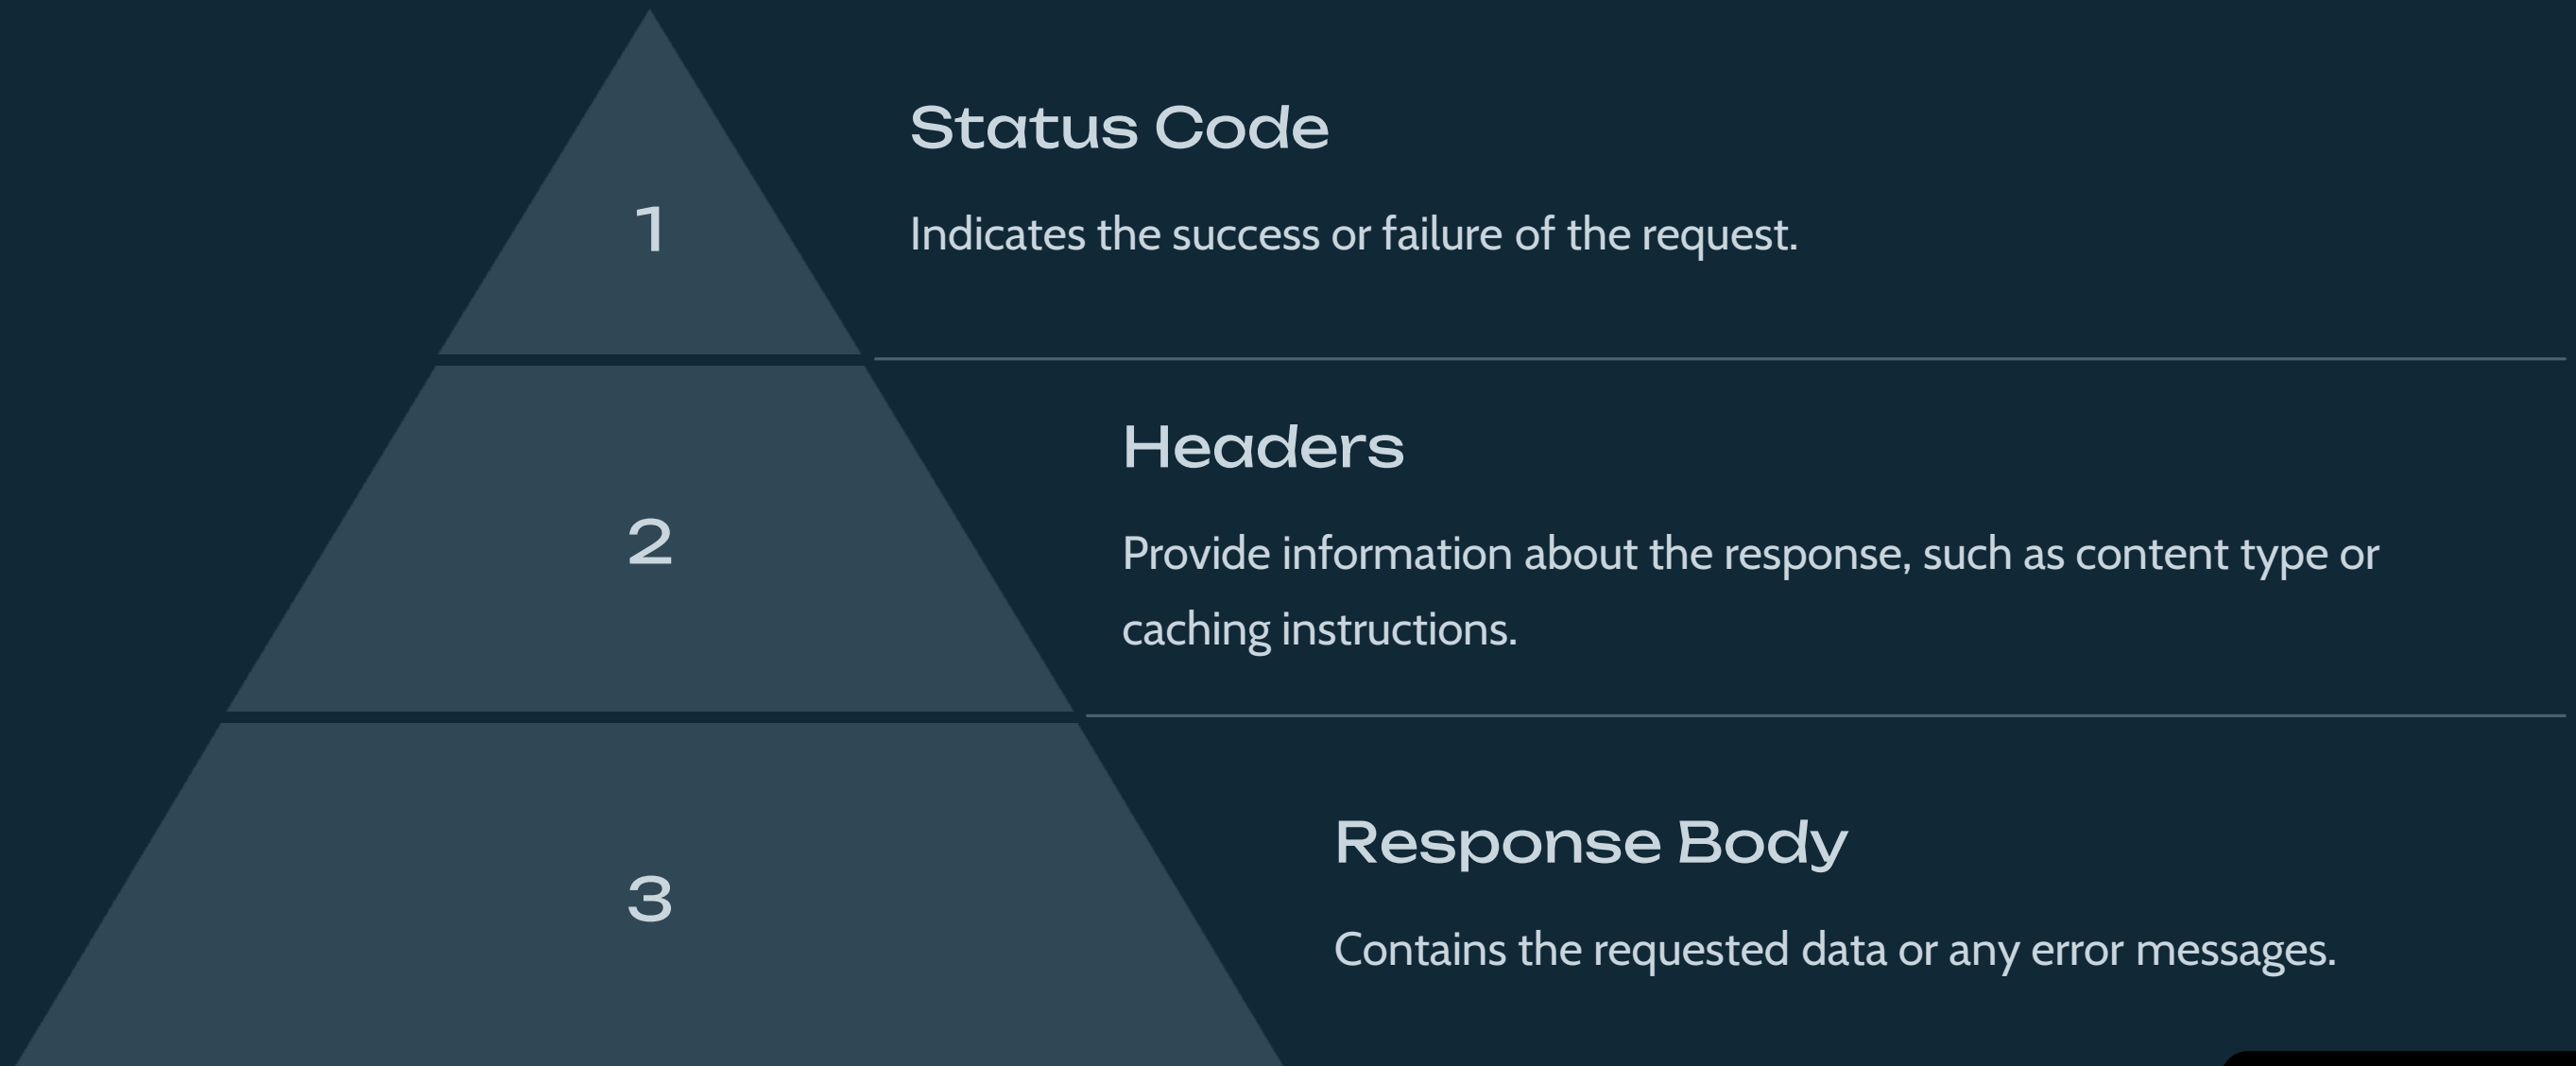 1
Status Code
Indicates the success or failure of the request.
2
Headers
Provide information about the response, such as content type or
caching instructions.
3
Response Body
Contains the requested data or any error messages.